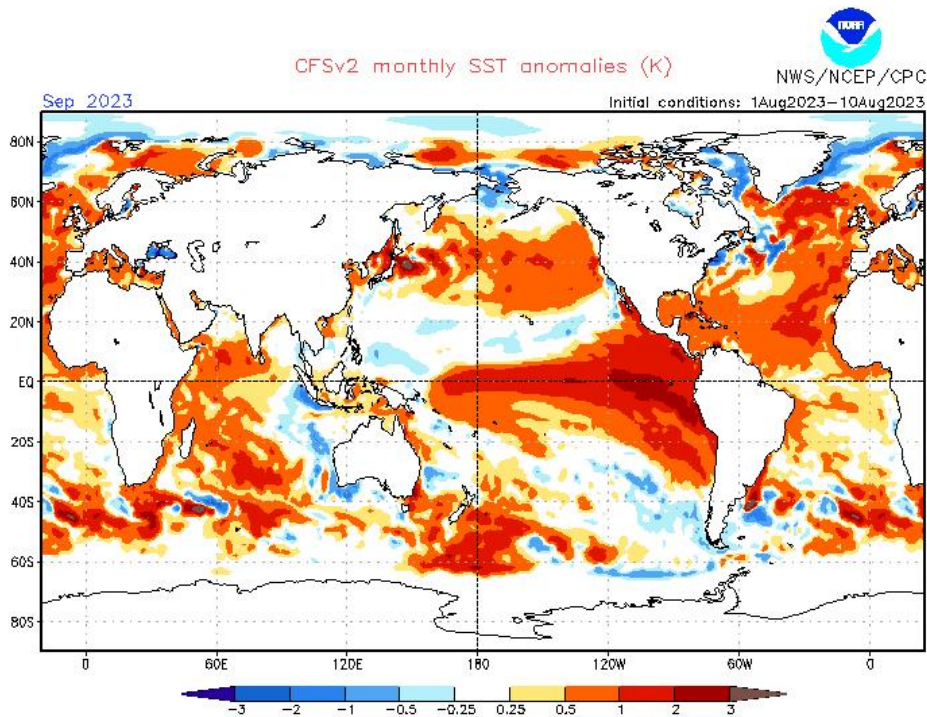 NOAA
CFSv2 monthly SST anomalies (K)
NWS/NCEP/CPC
Sep 2023
Initial conditions: 1Aug2023–10Aug2023
80N
60N
40N
20N
EQ
20S
40S
60S
80S
0 60E 120E 180 120W 60W 0
-3 -2 -1 -0.5 -0.25 0.25 0.5 1 2 3